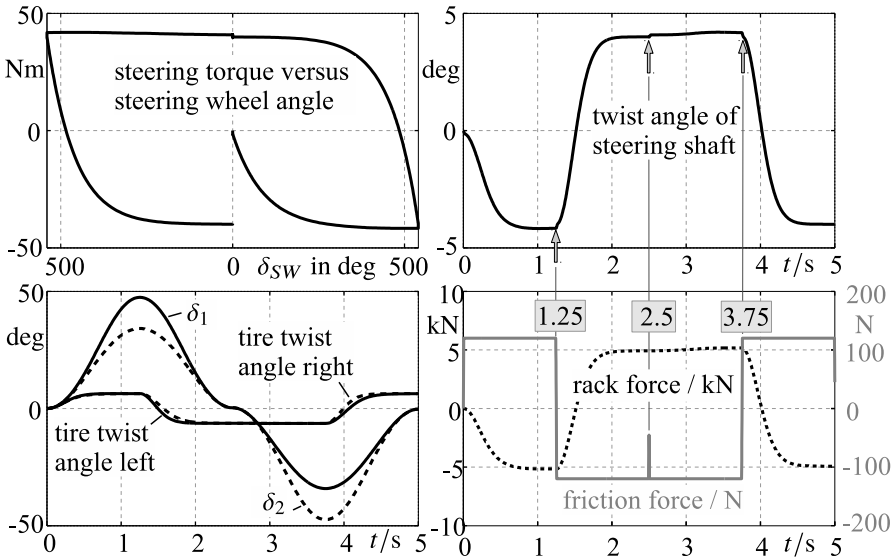 50
Nm
0
-50
steering torque versus
steering wheel angle
500
0
δSW in deg
500
5
deg
0
-5
twist angle of
steering shaft
0
1
2
3
4
5
t/s
50
deg
0
-50
δ1
tire twist
angle right
tire twist
angle left
δ2
0
1
2
3
4
5
t/s
10
kN
5
0
-5
-10
1.25
2.5
3.75
rack force / kN
friction force / N
200
N
100
0
-100
-200
0
1
2
3
4
5
t/s